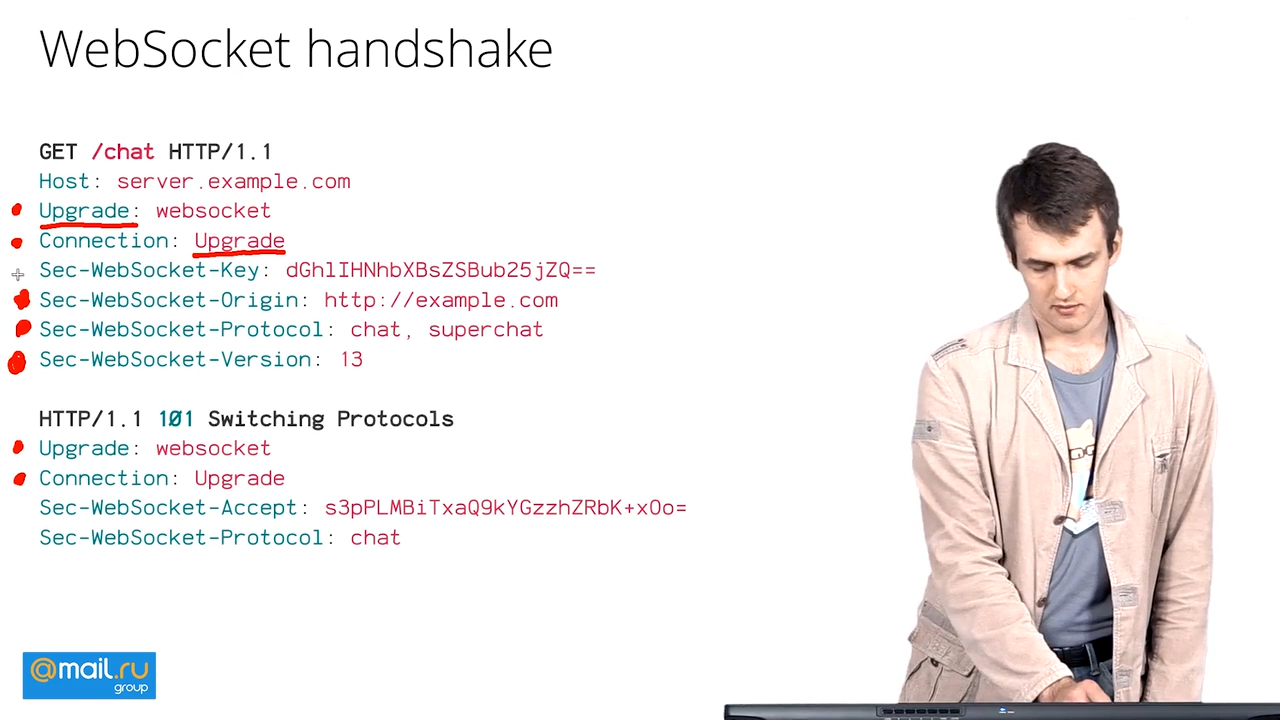 WebSocket handshake
GET /chat HTTP/1.1
Host: server.example.com
Upgrade: websocket
Connection: Upgrade
Sec-WebSocket-Key: dGhlIHNhbXBsZSBub25jZQ==
Sec-WebSocket-Origin: http://example.com
Sec-WebSocket-Protocol: chat, superchat
Sec-WebSocket-Version: 13
HTTP/1.1 101 Switching Protocols
Upgrade: websocket
Connection: Upgrade
Sec-WebSocket-Accept: s3pPLMBiTxaQ9kYGzzhZRbK+xOo=
Sec-WebSocket-Protocol: chat
@mail.ru
group